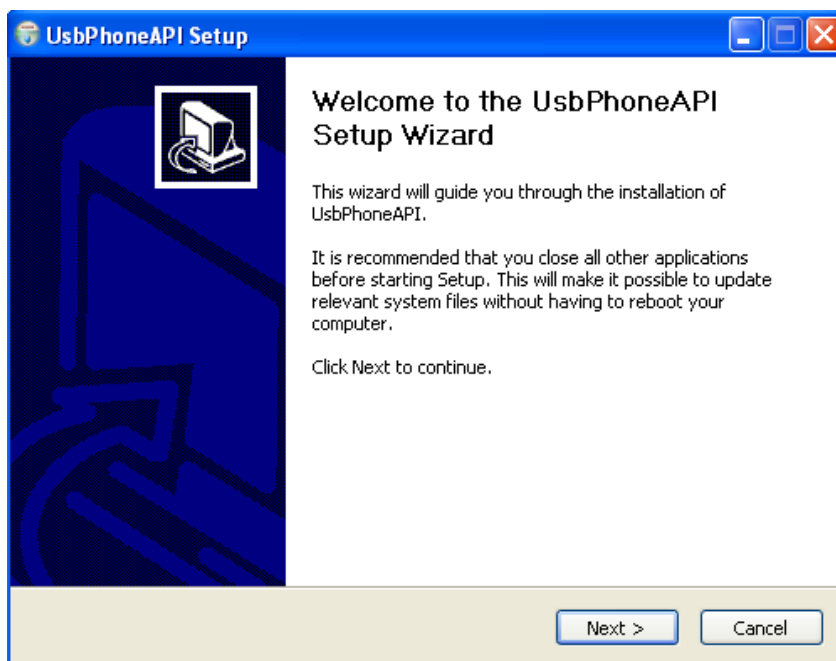 UsbPhoneAPI Setup
Welcome to the UsbPhoneAPI
Setup Wizard
This wizard will guide you through the installation of
UsbPhoneAPI.
It is recommended that you close all other applications
before starting Setup. This will make it possible to update
relevant system files without having to reboot your
computer.
Click Next to continue.
Next >
Cancel